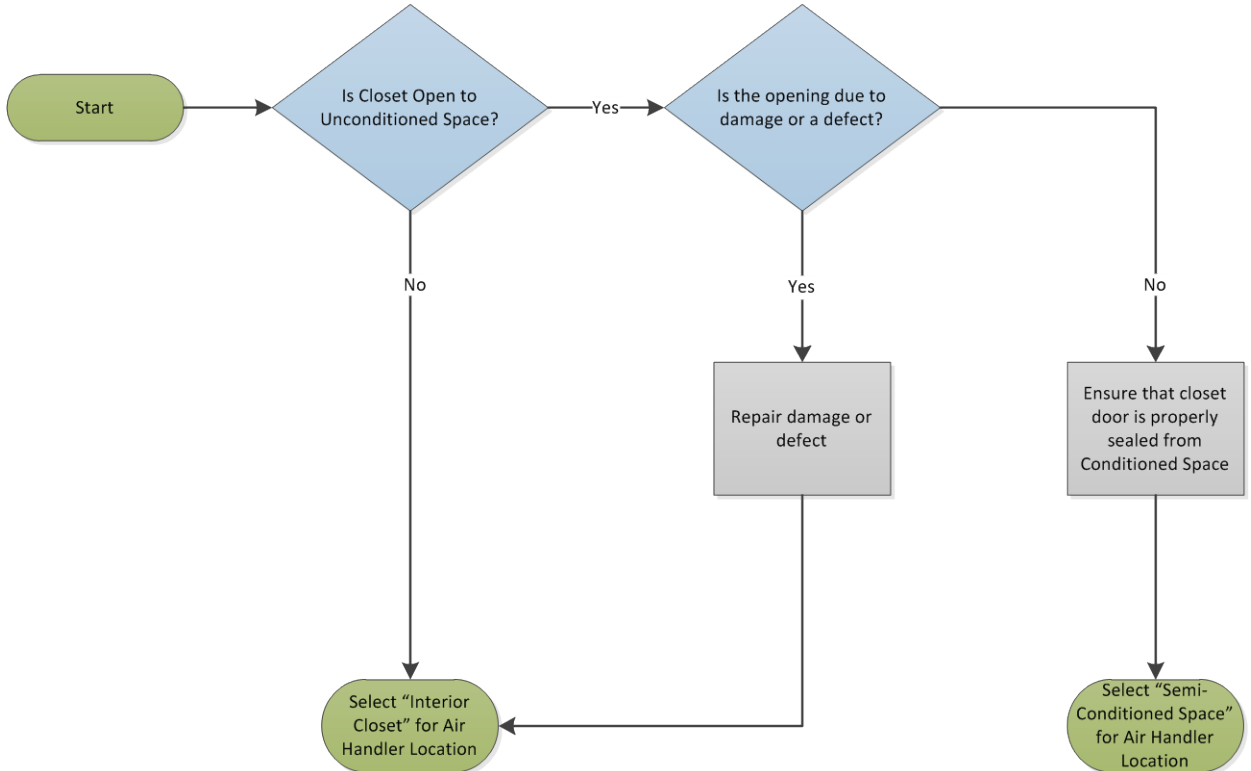 Start
Is Closet Open to
Unconditioned Space?
Yes
Is the opening due to
damage or a defect?
No
Yes
No
Repair damage or
defect
Ensure that closet
door is properly
sealed from
Conditioned Space
Select “Interior
Closet” for Air
Handler Location
Select “Semi-
Conditioned Space”
for Air Handler
Location